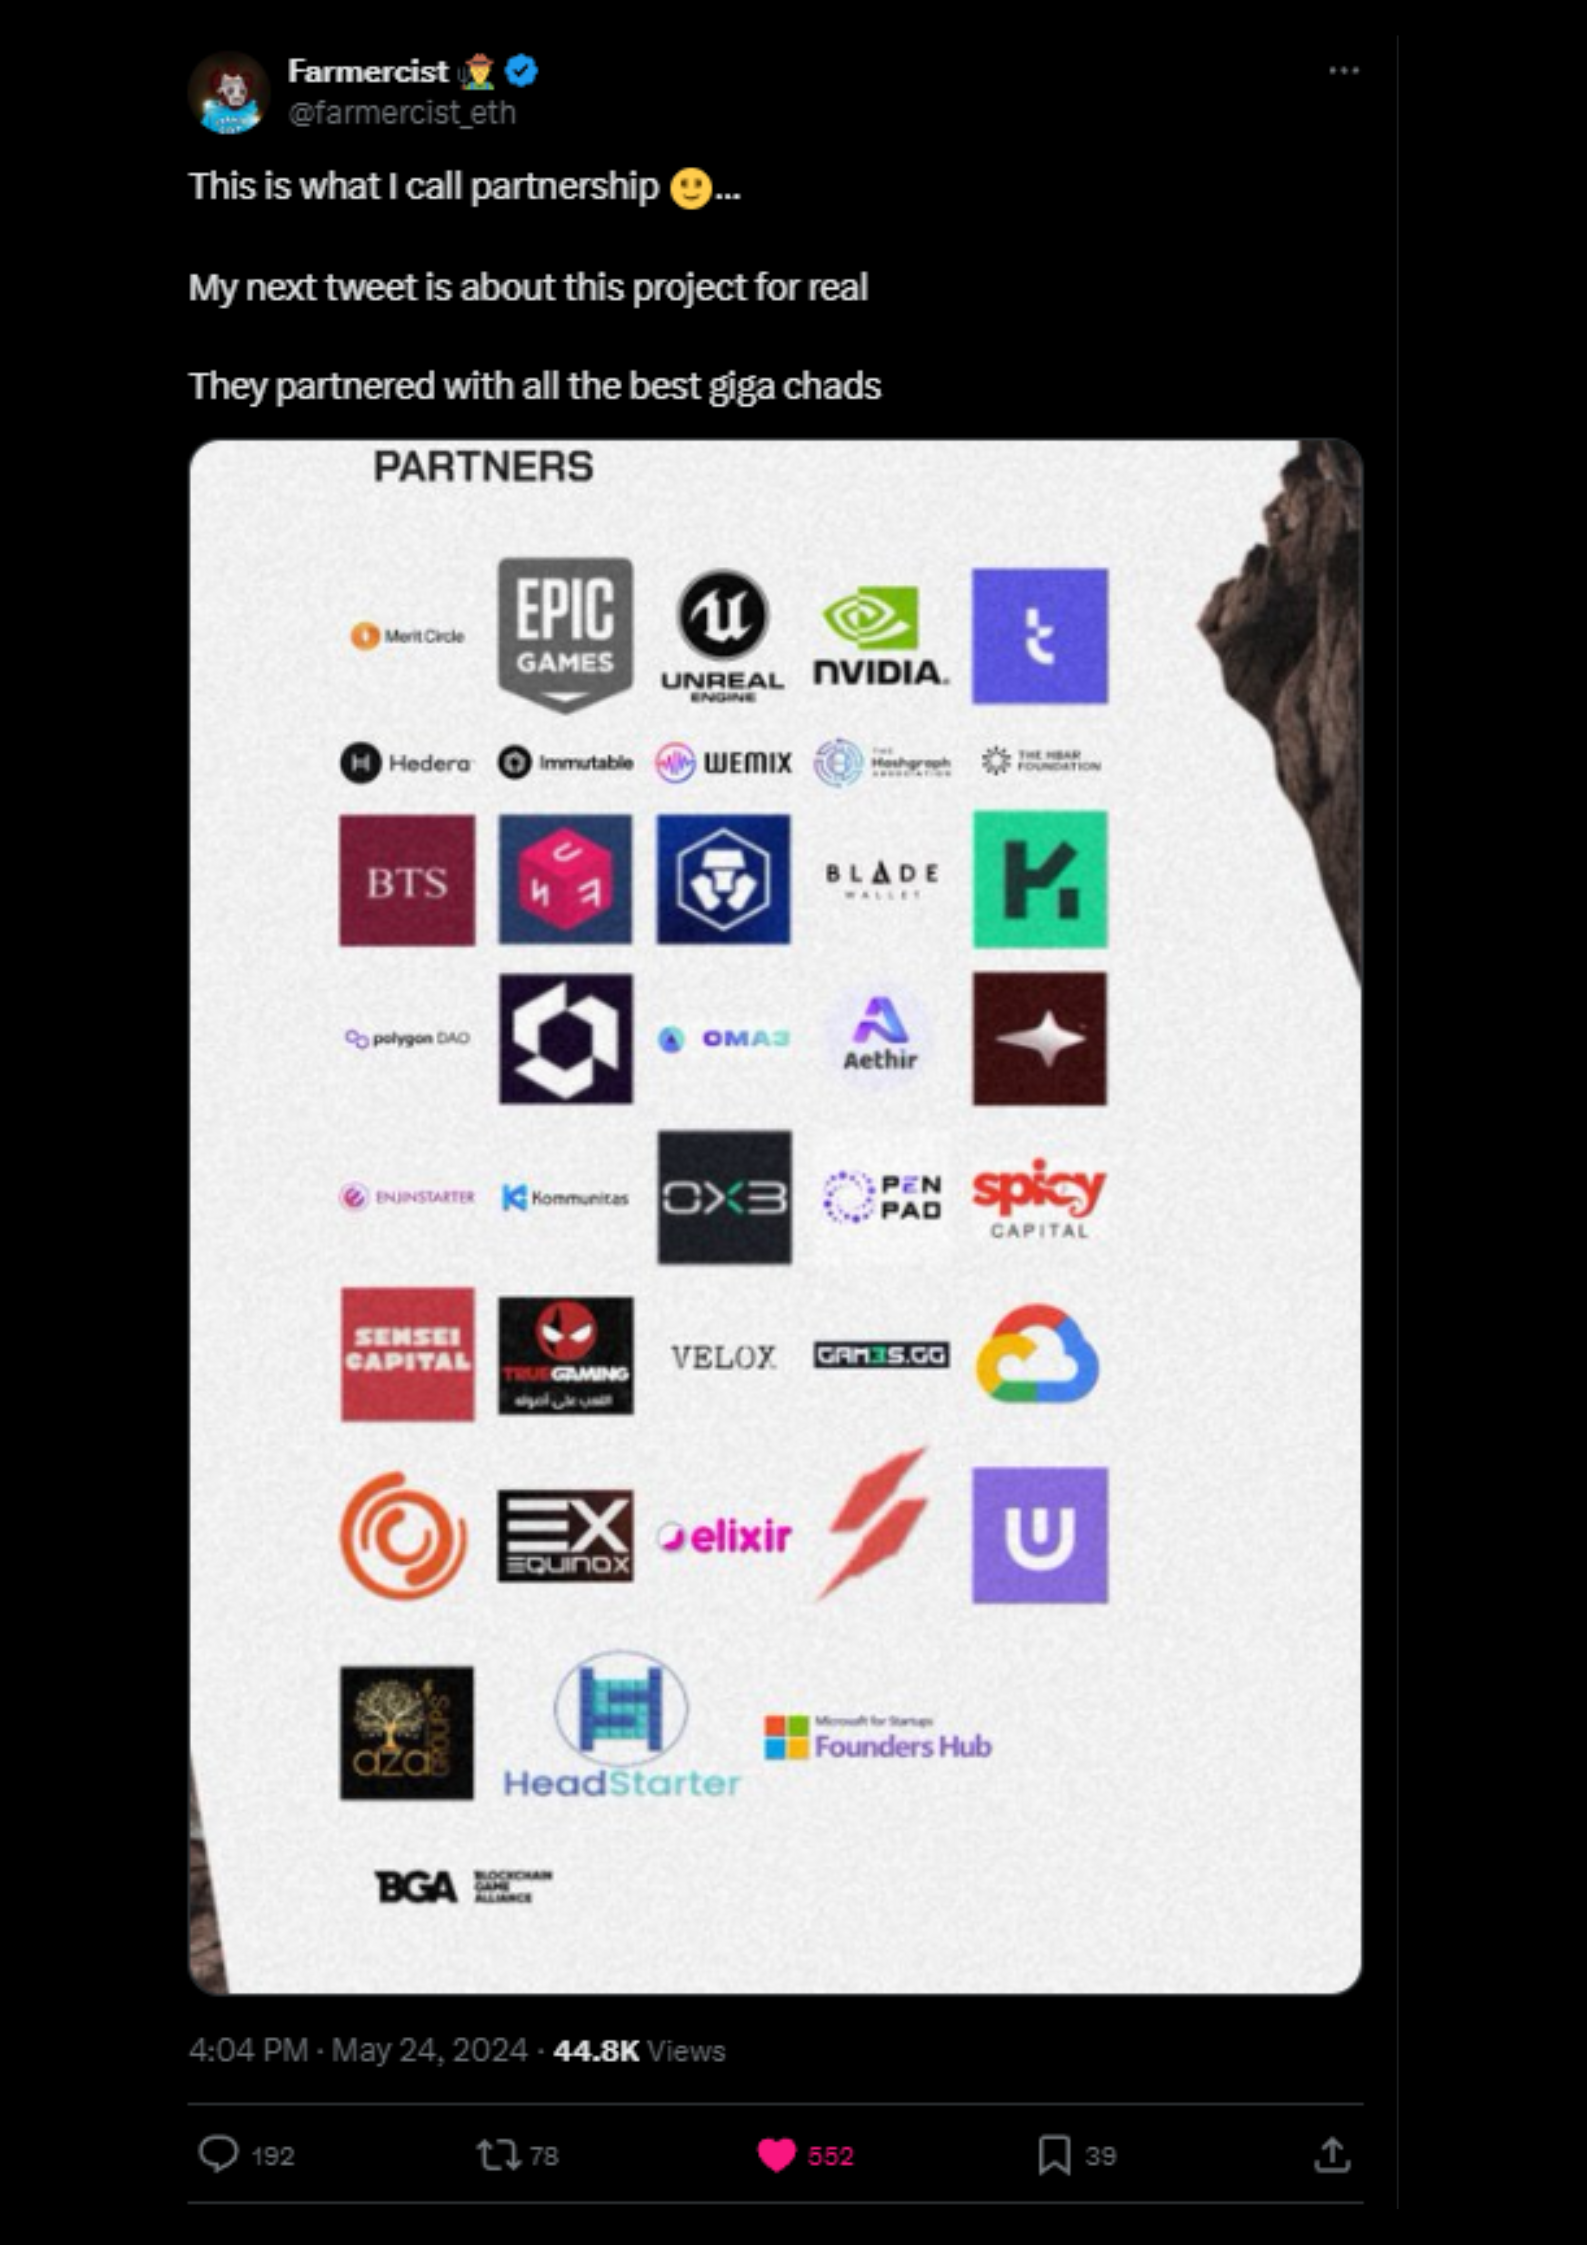 Farmercist
@farmercist_eth
This is what I call partnership 🙂...
My next tweet is about this project for real
They partnered with all the best giga chads
PARTNERS
Merit Circle
EPIC
GAMES
UNREAL
ENGINE
NVIDIA.
t
Hedera
Immutable
WEMIX
THE
Hashgraph
ASSOCIATION
THE HBAR
FOUNDATION
BTS
U
N
F
BLADE
WALLET
K
polygon DAO
OMA3
Aethir
ENJINSTARTER
Kommunitas
OX3
PEN
PAD
spicy
CAPITAL
SENSEI
CAPITAL
TRUEGAMING
اللعب على أصوله
VELOX
GAM3S.GG
EX
EQUINOX
elixir
U
aza
GROUPS
HeadStarter
Microsoft for Startups
Founders Hub
BGA
BLOCKCHAIN
GAME
ALLIANCE
4:04 PM · May 24, 2024 · 44.8K Views
192
78
552
39